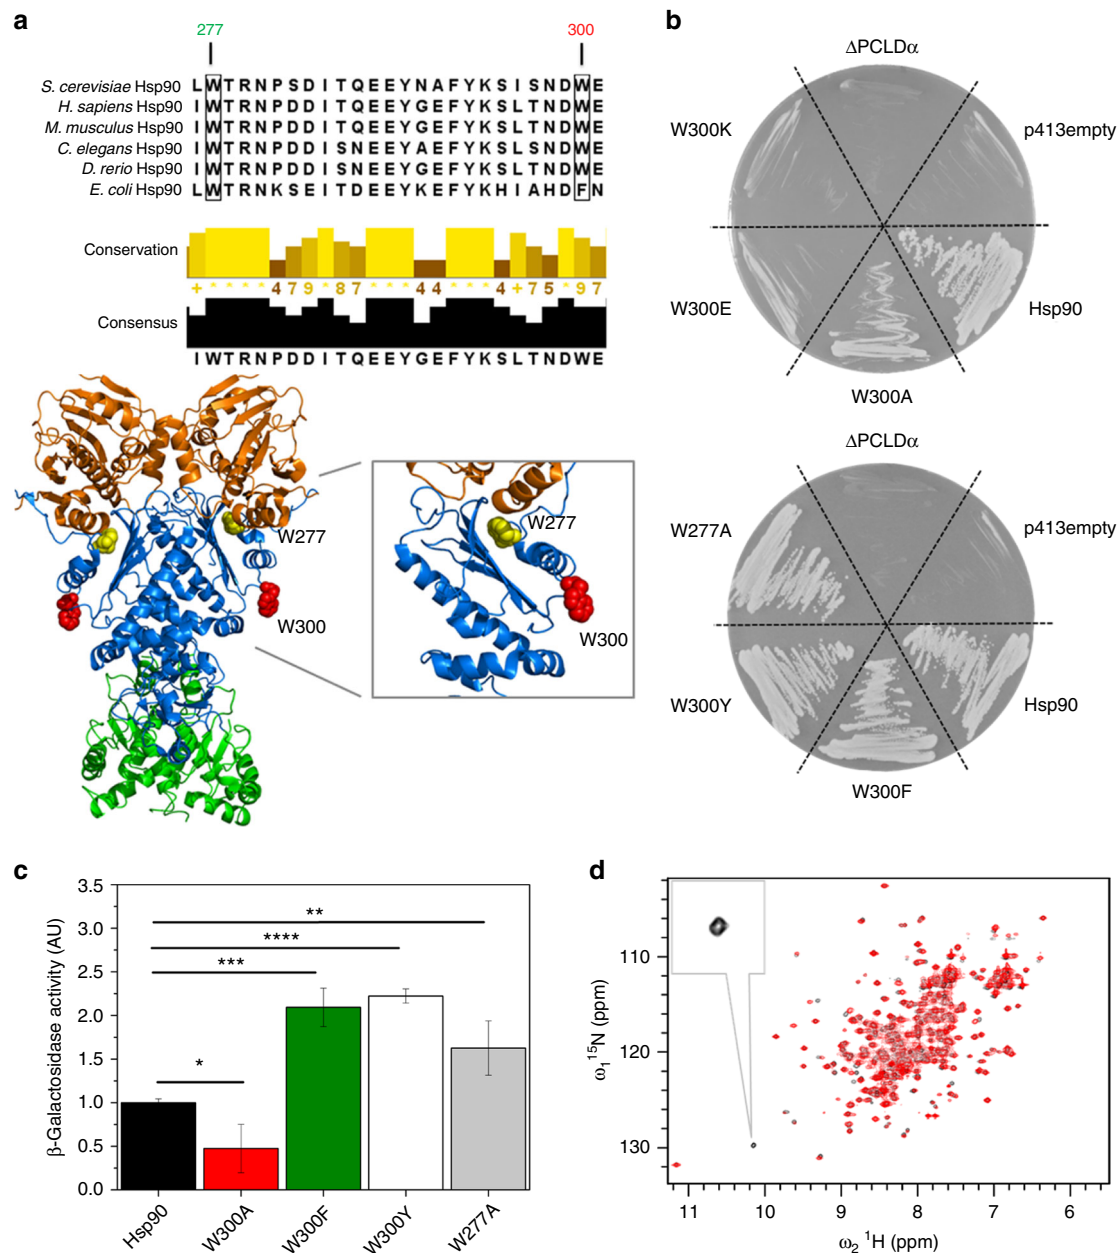 a
277
300
S. cerevisiae Hsp90 L W T R N P S D I T Q E E Y N A F Y K S I S N D W E
H. sapiens Hsp90 I W T R N P D D I T Q E E Y G E F Y K S L T N D W E
M. musculus Hsp90 I W T R N P D D I T Q E E Y G E F Y K S L T N D W E
C. elegans Hsp90 I W T R N P D D I S N E E Y A E F Y K S L S N D W E
D. rerio Hsp90 I W T R N P D D I T N E E Y G E F Y K S L T N D W E
E. coli Hsp90 L W T R N K S E I T D E E Y K E F Y K H I A H D F N
Conservation
+ * * * * 4 7 9 * 8 7 * * * 4 4 * * * 4 + 7 5 * 9 7
Consensus
I W T R N P D D I T Q E E Y G E F Y K S L T N D W E
W277
W300
W277
W300
b
ΔPCLDα
W300K
p413empty
W300E
Hsp90
W300A
ΔPCLDα
W277A
p413empty
W300Y
Hsp90
W300F
c
β-Galactosidase activity (AU)
3.5
3.0
2.5
2.0
1.5
1.0
0.5
0.0
**
****
***
*
Hsp90
W300A
W300F
W300Y
W277A
d
ω1 15N (ppm)
110
120
130
11
10
9
8
7
6
ω2 1H (ppm)